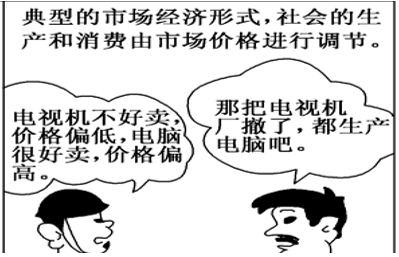 典型的市场经济形式，社会的生
产和消费由市场价格进行调节。
电视机不好卖，
价格偏低，电脑
很好卖，价格偏
高。
那把电视机
厂撤了，都生产
电脑吧。